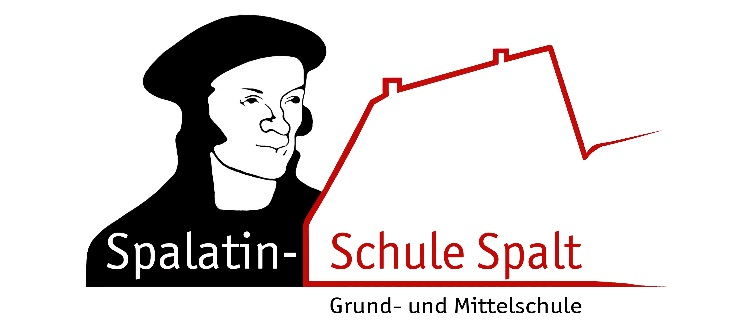 Spalatin- Schule Spalt
Grund- und Mittelschule